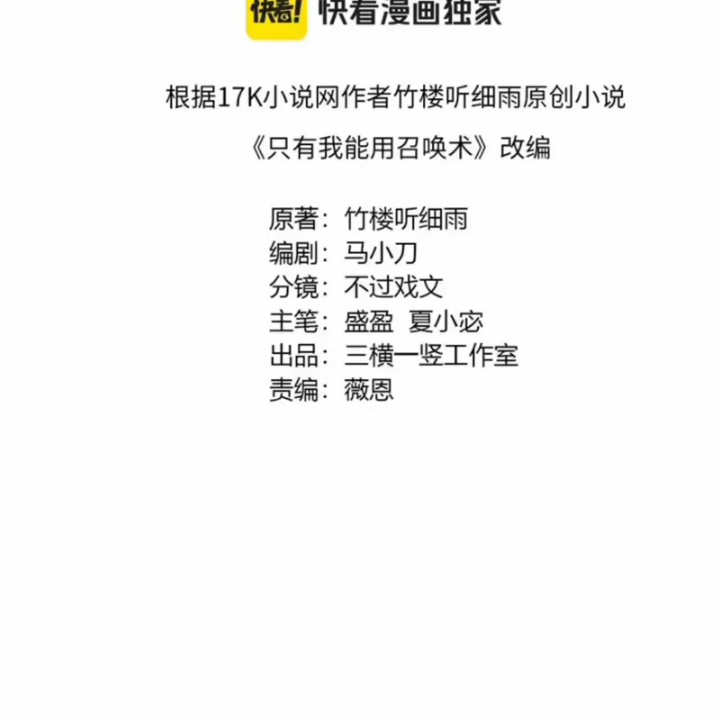 快看! 快看漫画独家
根据17K小说网作者竹楼听细雨原创小说
《只有我能用召唤术》改编
原著：竹楼听细雨
编剧：马小刀
分镜：不过戏文
主笔：盛盈 夏小宓
出品：三横一竖工作室
责编：薇恩